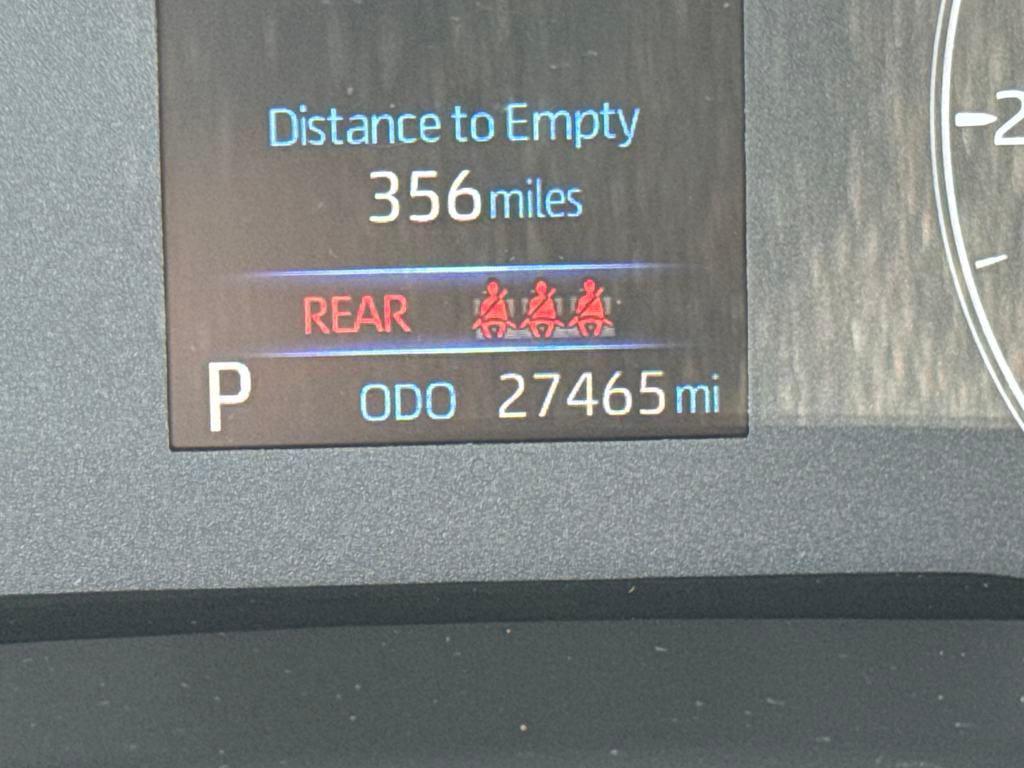 Distance to Empty
356 miles
REAR
P ODO 27465 mi